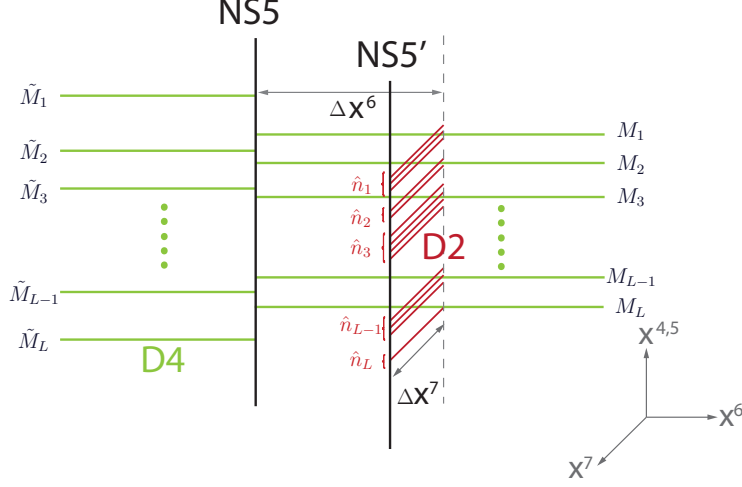 NS5
NS5'
M̃₁
Δx⁶
M₁
M̃₂
M₂
M̃₃
n̂₁
M₃
n̂₂
n̂₃
D2
M̃_{L−1}
M_{L−1}
M_L
n̂_{L−1}
M̃_L
D4
n̂_L
x^{4,5}
Δx⁷
x⁶
x⁷